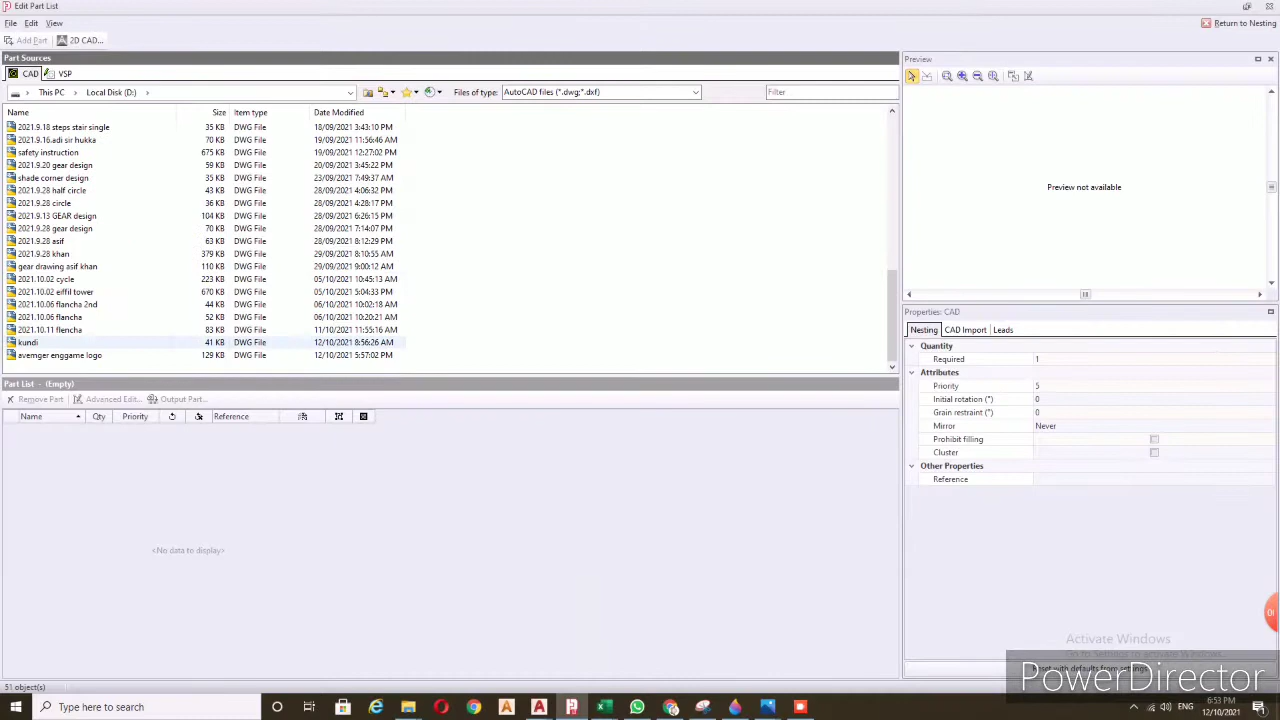 Edit Part List
File Edit View
Return to Nesting
Add Part 2D CAD...
Part Sources
CAD VSP
This PC Local Disk (D:) Files of type: AutoCAD files (*.dwg;*.dxf) Filter
Name Size Item type Date Modified
2021.9.18 steps stair single 35 KB DWG File 18/09/2021 3:43:10 PM
2021.9.16.adi sir hukka 70 KB DWG File 19/09/2021 11:56:46 AM
safety instruction 675 KB DWG File 19/09/2021 12:27:02 PM
2021.9.20 gear design 59 KB DWG File 20/09/2021 3:45:22 PM
shade corner design 35 KB DWG File 23/09/2021 7:49:37 AM
2021.9.28 half circle 43 KB DWG File 28/09/2021 4:06:32 PM
2021.9.28 circle 36 KB DWG File 28/09/2021 4:28:17 PM
2021.9.13 GEAR design 104 KB DWG File 28/09/2021 6:26:15 PM
2021.9.28 gear design 70 KB DWG File 28/09/2021 7:14:07 PM
2021.9.28 asif 63 KB DWG File 28/09/2021 8:12:29 PM
2021.9.28 khan 379 KB DWG File 29/09/2021 8:10:55 AM
gear drawing asif khan 110 KB DWG File 29/09/2021 9:00:12 AM
2021.10.02 cycle 223 KB DWG File 05/10/2021 10:45:13 AM
2021.10.02 eiffil tower 670 KB DWG File 05/10/2021 5:04:33 PM
2021.10.06 flancha 2nd 44 KB DWG File 06/10/2021 10:02:18 AM
2021.10.06 flancha 52 KB DWG File 06/10/2021 10:20:21 AM
2021.10.11 flencha 83 KB DWG File 11/10/2021 11:55:16 AM
kundi 41 KB DWG File 12/10/2021 8:56:26 AM
avemger enggame logo 129 KB DWG File 12/10/2021 5:57:02 PM
Part List - (Empty)
Remove Part Advanced Edit... Output Part...
Name Qty Priority Reference
<No data to display>
51 object(s)
Preview
Preview not available
Properties: CAD
Nesting CAD Import Leads
Quantity
Required 1
Attributes
Priority 5
Initial rotation (°) 0
Grain restraint (°) 0
Mirror Never
Prohibit filling
Cluster
Other Properties
Reference
Activate Windows
Go to Settings to activate Windows.
Reset with defaults from settings
PowerDirector
Type here to search
ENG
6:53 PM
12/10/2021